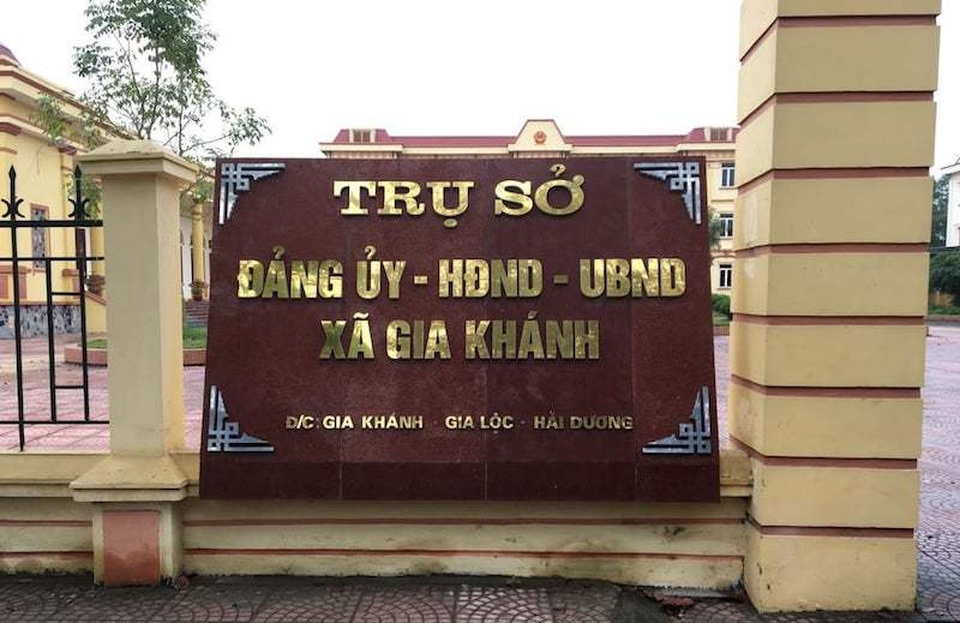 TRỤ SỞ
ĐẢNG ỦY - HĐND - UBND
XÃ GIA KHÁNH
Đ/C: GIA KHÁNH - GIA LỘC - HẢI DƯƠNG